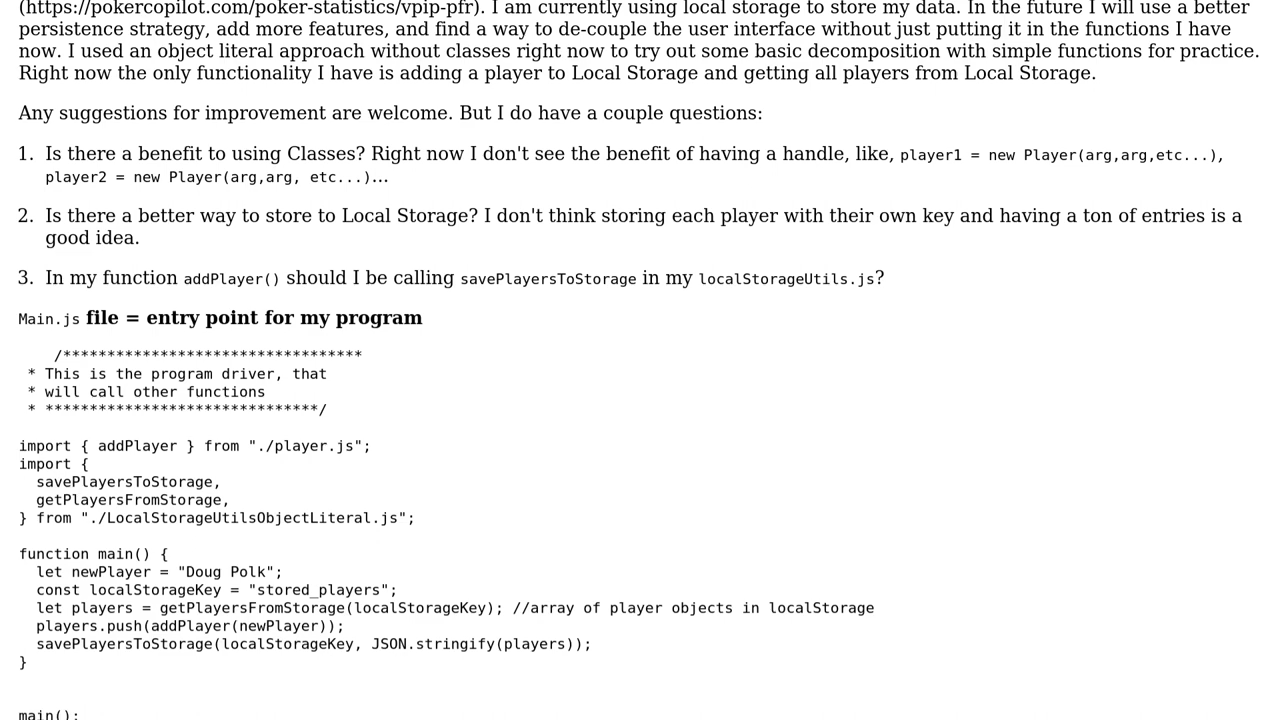 (https://pokercopilot.com/poker-statistics/vpip-pfr). I am currently using local storage to store my data. In the future I will use a better
persistence strategy, add more features, and find a way to de-couple the user interface without just putting it in the functions I have
now. I used an object literal approach without classes right now to try out some basic decomposition with simple functions for practice.
Right now the only functionality I have is adding a player to Local Storage and getting all players from Local Storage.
Any suggestions for improvement are welcome. But I do have a couple questions:
1. Is there a benefit to using Classes? Right now I don't see the benefit of having a handle, like, player1 = new Player(arg,arg,etc...),
player2 = new Player(arg,arg, etc...)...
2. Is there a better way to store to Local Storage? I don't think storing each player with their own key and having a ton of entries is a
good idea.
3. In my function addPlayer() should I be calling savePlayersToStorage in my localStorageUtils.js?
Main.js file = entry point for my program
/**********************************
* This is the program driver, that
* will call other functions
* *******************************/
import { addPlayer } from "./player.js";
import {
savePlayersToStorage,
getPlayersFromStorage,
} from "./LocalStorageUtilsObjectLiteral.js";
function main() {
let newPlayer = "Doug Polk";
const localStorageKey = "stored_players";
let players = getPlayersFromStorage(localStorageKey); //array of player objects in localStorage
players.push(addPlayer(newPlayer));
savePlayersToStorage(localStorageKey, JSON.stringify(players));
}
main();